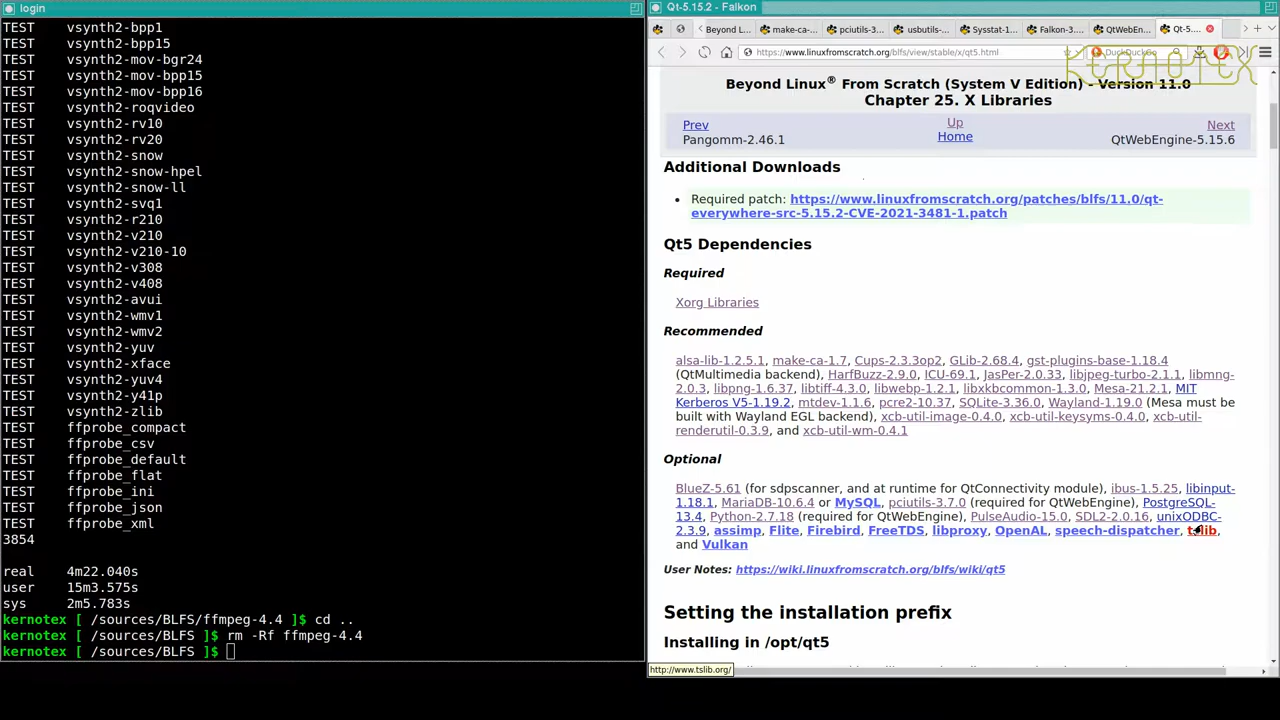 login
TEST vsynth2-bpp1
TEST vsynth2-bpp15
TEST vsynth2-mov-bgr24
TEST vsynth2-mov-bpp15
TEST vsynth2-mov-bpp16
TEST vsynth2-roqvideo
TEST vsynth2-rv10
TEST vsynth2-rv20
TEST vsynth2-snow
TEST vsynth2-snow-hpel
TEST vsynth2-snow-ll
TEST vsynth2-svq1
TEST vsynth2-r210
TEST vsynth2-v210
TEST vsynth2-v210-10
TEST vsynth2-v308
TEST vsynth2-v408
TEST vsynth2-avui
TEST vsynth2-wmv1
TEST vsynth2-wmv2
TEST vsynth2-yuv
TEST vsynth2-xface
TEST vsynth2-yuv4
TEST vsynth2-y41p
TEST vsynth2-zlib
TEST ffprobe_compact
TEST ffprobe_csv
TEST ffprobe_default
TEST ffprobe_flat
TEST ffprobe_ini
TEST ffprobe_json
TEST ffprobe_xml
3854
real 4m22.040s
user 15m3.575s
sys 2m5.783s
kernotex [ /sources/BLFS/ffmpeg-4.4 ]$ cd ..
kernotex [ /sources/BLFS ]$ rm -Rf ffmpeg-4.4
kernotex [ /sources/BLFS ]$
Qt-5.15.2 - Falkon
Beyond L... make-ca-... pciutils-3... usbutils-... Sysstat-1... Falkon-3.... QtWebEn... Qt-5....
https://www.linuxfromscratch.org/blfs/view/stable/x/qt5.html DuckDuckGo
KERNOTEX
Beyond Linux® From Scratch (System V Edition) - Version 11.0
Chapter 25. X Libraries
Prev Up Next
Pangomm-2.46.1 Home QtWebEngine-5.15.6
Additional Downloads
• Required patch: https://www.linuxfromscratch.org/patches/blfs/11.0/qt-
everywhere-src-5.15.2-CVE-2021-3481-1.patch
Qt5 Dependencies
Required
Xorg Libraries
Recommended
alsa-lib-1.2.5.1, make-ca-1.7, Cups-2.3.3op2, GLib-2.68.4, gst-plugins-base-1.18.4
(QtMultimedia backend), HarfBuzz-2.9.0, ICU-69.1, JasPer-2.0.33, libjpeg-turbo-2.1.1, libmng-
2.0.3, libpng-1.6.37, libtiff-4.3.0, libwebp-1.2.1, libxkbcommon-1.3.0, Mesa-21.2.1, MIT
Kerberos V5-1.19.2, mtdev-1.1.6, pcre2-10.37, SQLite-3.36.0, Wayland-1.19.0 (Mesa must be
built with Wayland EGL backend), xcb-util-image-0.4.0, xcb-util-keysyms-0.4.0, xcb-util-
renderutil-0.3.9, and xcb-util-wm-0.4.1
Optional
BlueZ-5.61 (for sdpscanner, and at runtime for QtConnectivity module), ibus-1.5.25, libinput-
1.18.1, MariaDB-10.6.4 or MySQL, pciutils-3.7.0 (required for QtWebEngine), PostgreSQL-
13.4, Python-2.7.18 (required for QtWebEngine), PulseAudio-15.0, SDL2-2.0.16, unixODBC-
2.3.9, assimp, Flite, Firebird, FreeTDS, libproxy, OpenAL, speech-dispatcher, tslib,
and Vulkan
User Notes: https://wiki.linuxfromscratch.org/blfs/wiki/qt5
Setting the installation prefix
Installing in /opt/qt5
http://www.tslib.org/